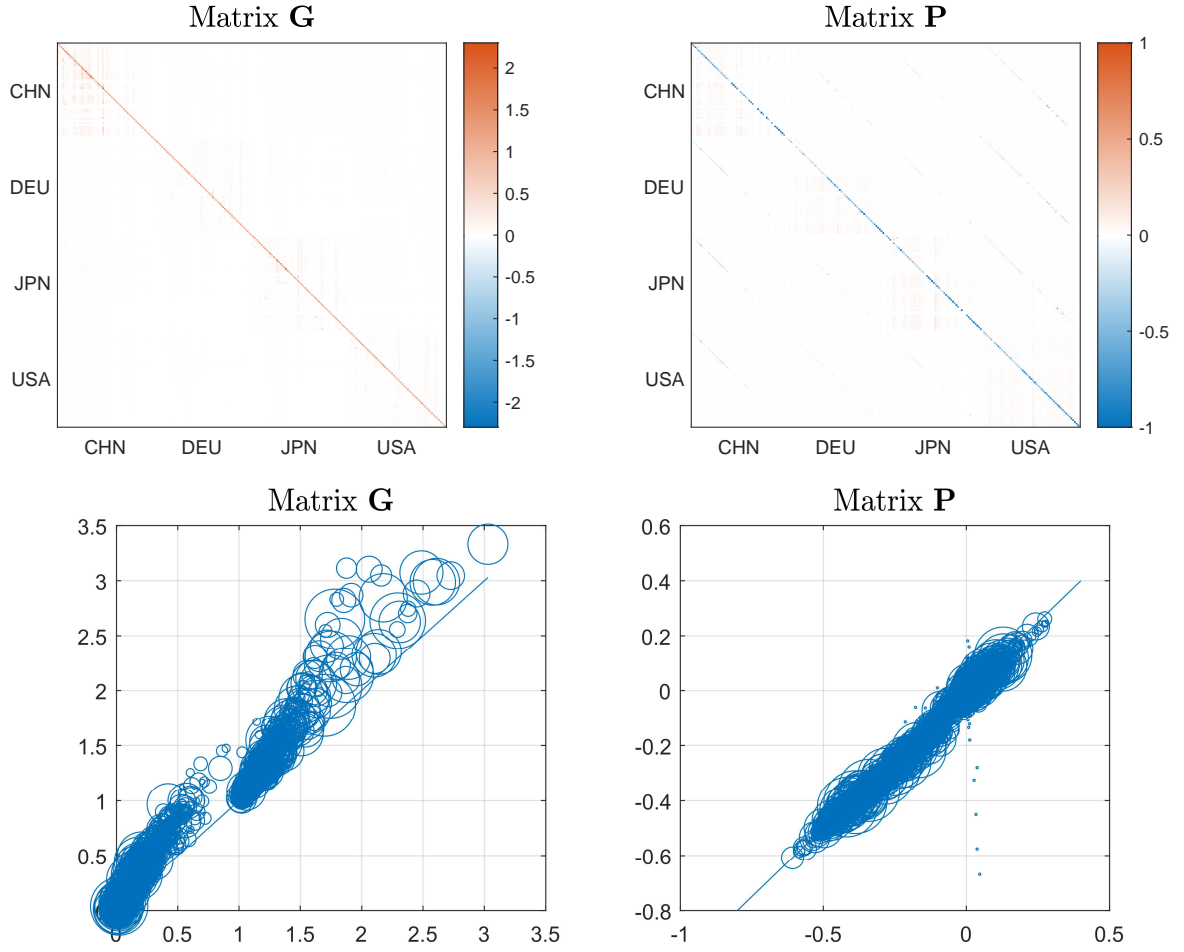 Matrix G
CHN
DEU
JPN
USA
CHN DEU JPN USA
2
1.5
1
0.5
0
-0.5
-1
-1.5
-2
Matrix P
CHN
DEU
JPN
USA
CHN DEU JPN USA
1
0.5
0
-0.5
-1
Matrix G
3.5
3
2.5
2
1.5
1
0.5
0 0.5 1 1.5 2 2.5 3 3.5
Matrix P
0.6
0.4
0.2
0
-0.2
-0.4
-0.6
-0.8
-1 -0.5 0 0.5